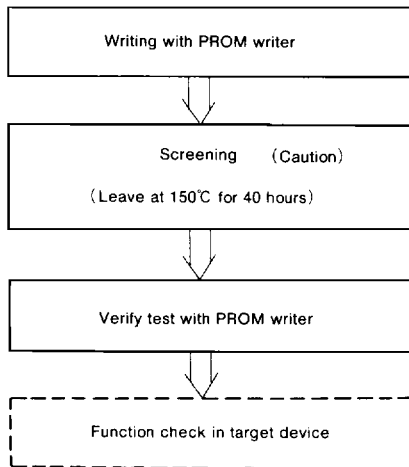 Writing with PROM writer
Screening (Caution)
(Leave at 150℃ for 40 hours)
Verify test with PROM writer
Function check in target device